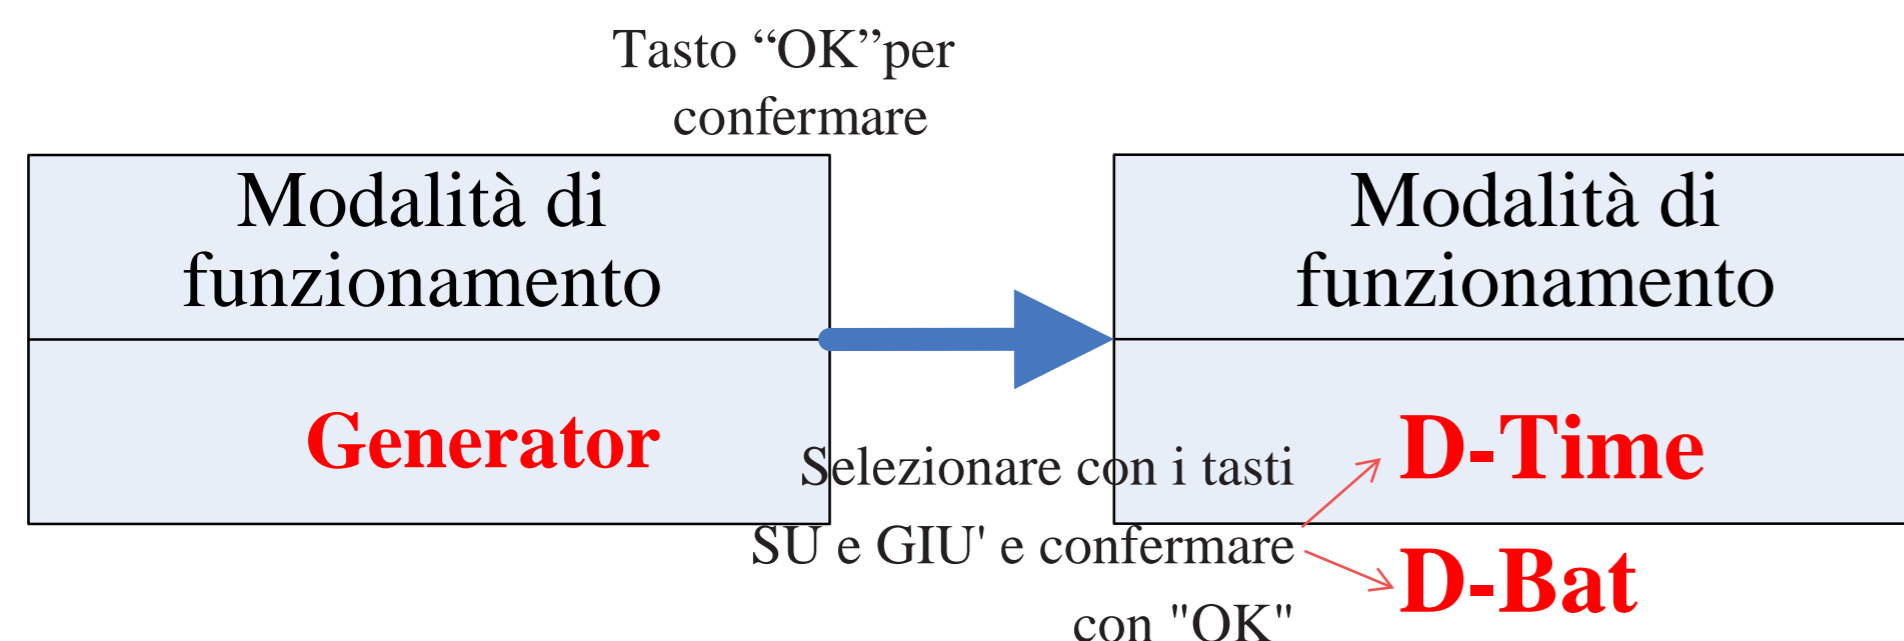 Tasto “OK”per
confermare
Modalità di
funzionamento
Generator
Modalità di
funzionamento
Selezionare con i tasti
SU e GIU' e confermare
con "OK"
D-Time
D-Bat